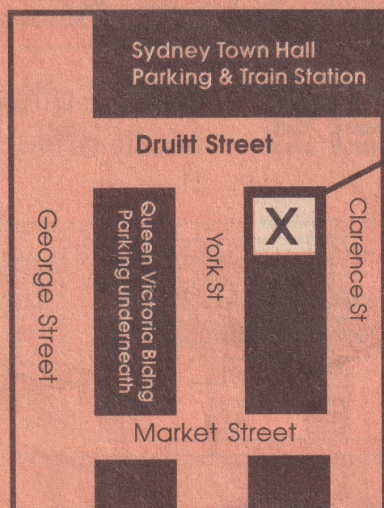 Sydney Town Hall
Parking & Train Station
Druitt Street
George Street
Queen Victoria Bldng
Parking underneath
York St
X
Clarence St
Market Street